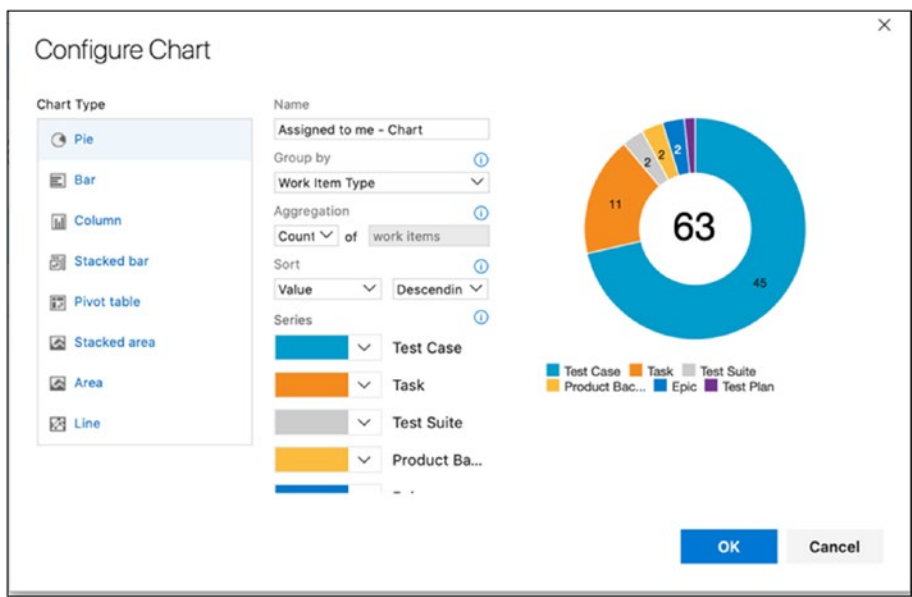 Configure Chart
Chart Type
Pie
Bar
Column
Stacked bar
Pivot table
Stacked area
Area
Line
Name
Assigned to me - Chart
Group by
Work Item Type
Aggregation
Count of work items
Sort
Value Descendin
Series
Test Case
Task
Test Suite
Product Ba...
11
2
2
2
63
45
Test Case Task Test Suite
Product Bac... Epic Test Plan
OK Cancel